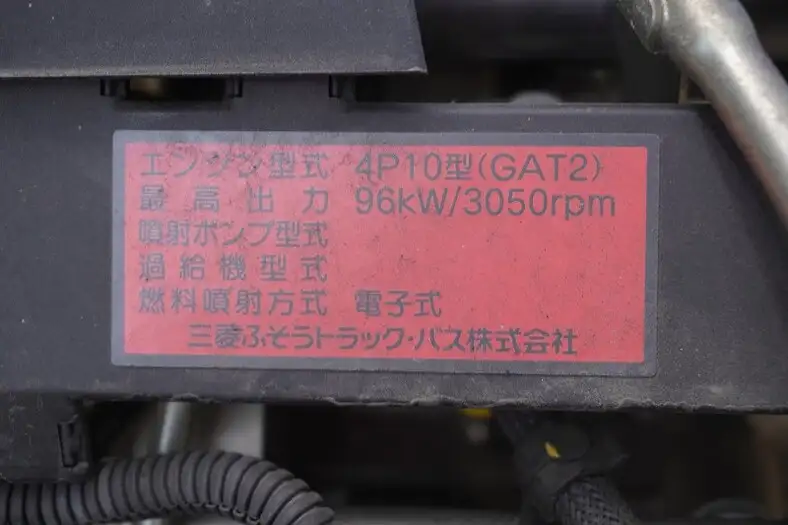 エンジン型式 4P10型(GAT2)
最高出力 96kW/3050rpm
噴射ポンプ型式
過給機型式
燃料噴射方式 電子式
三菱ふそうトラック・バス株式会社